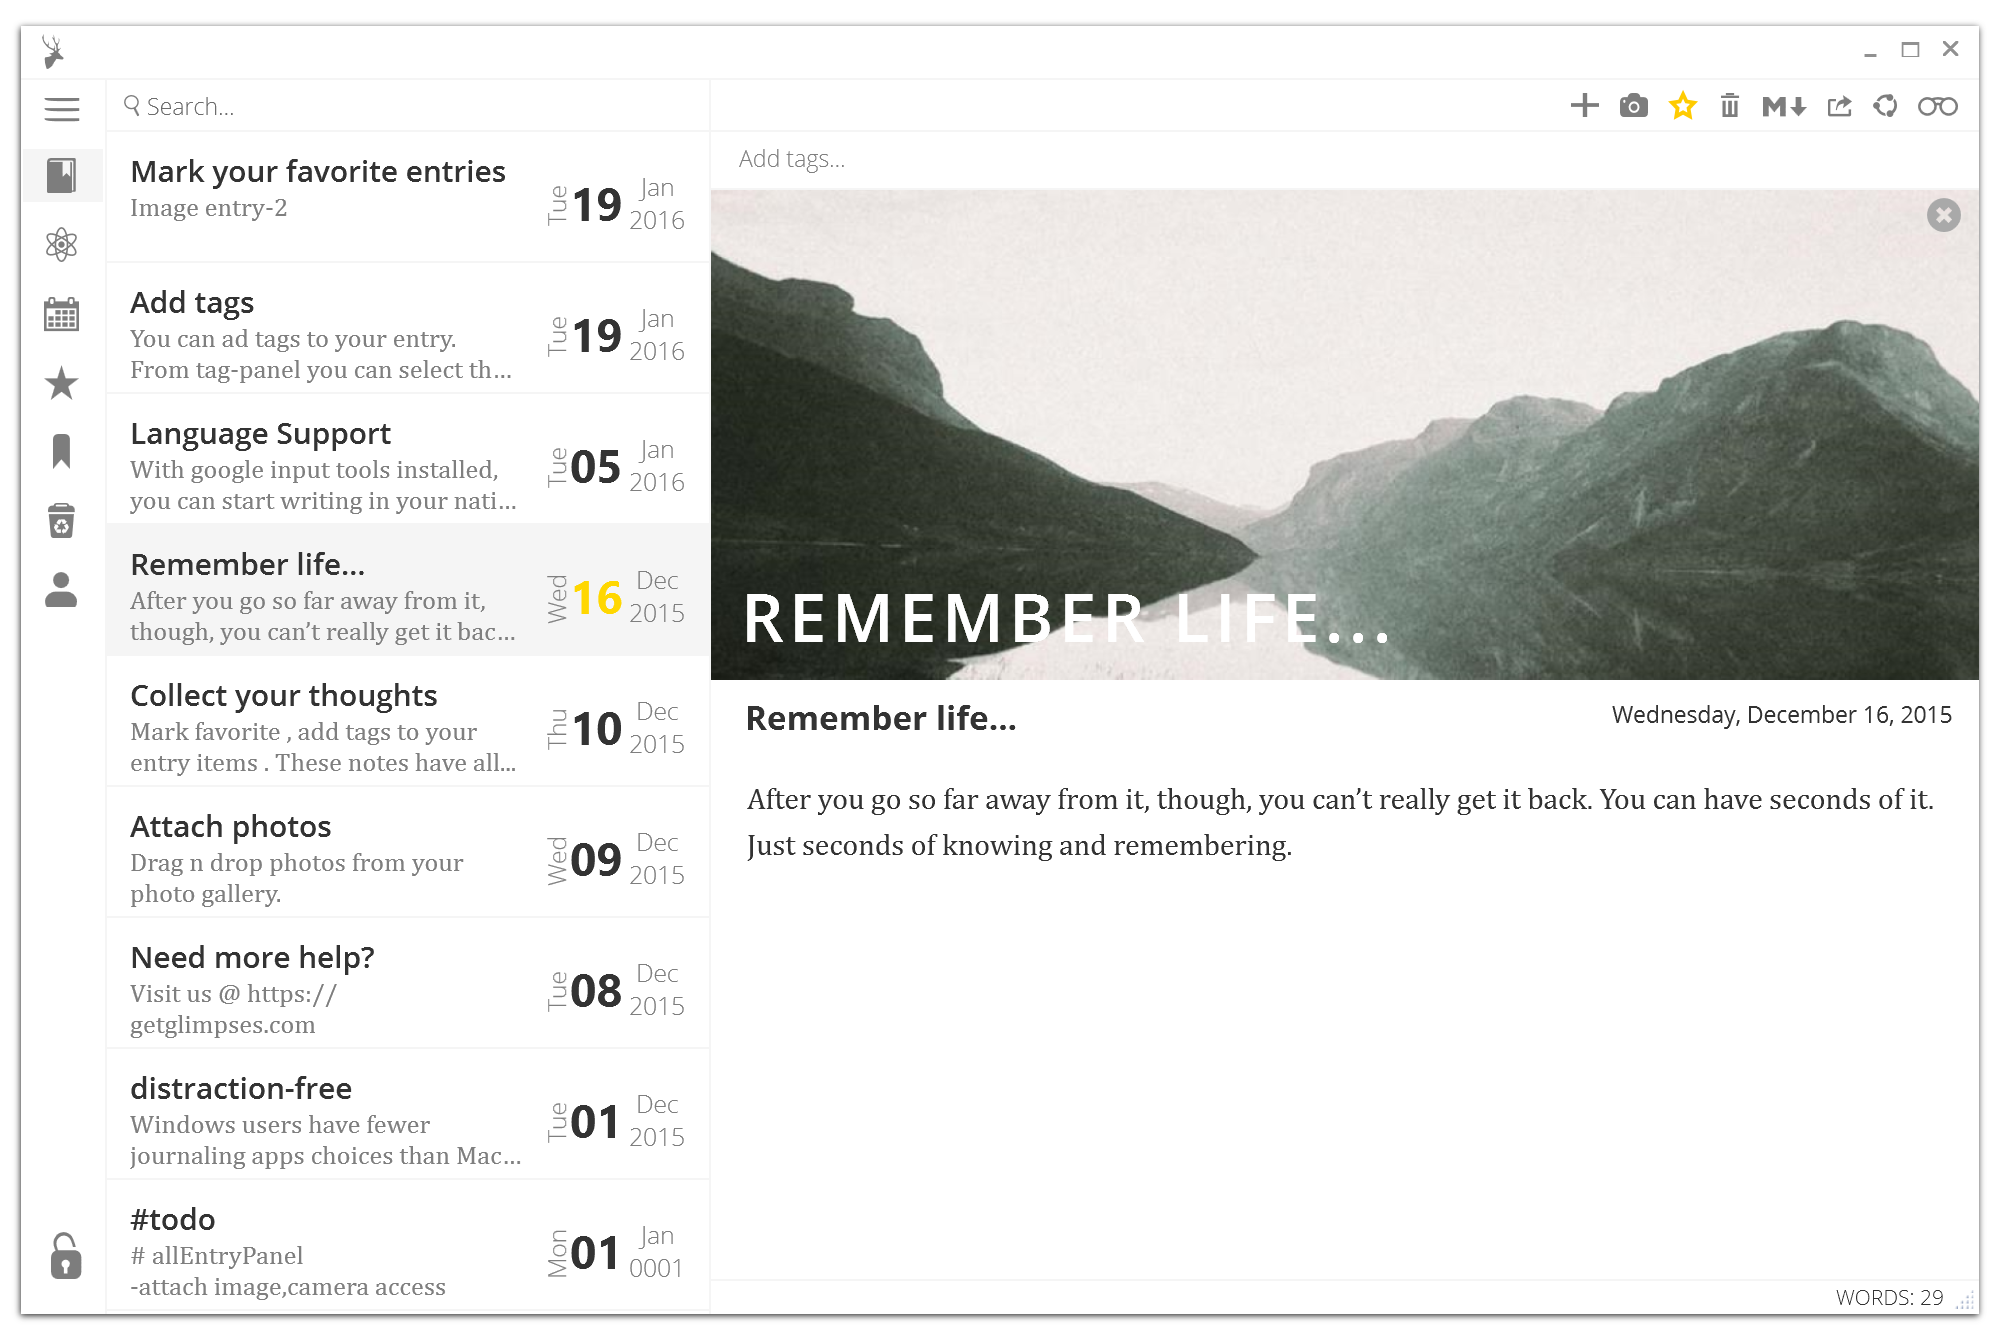 Search...
Mark your favorite entries
Image entry-2
Tue 19 Jan 2016
Add tags
You can ad tags to your entry.
From tag-panel you can select th...
Tue 19 Jan 2016
Language Support
With google input tools installed,
you can start writing in your nati...
Tue 05 Jan 2016
Remember life...
After you go so far away from it,
though, you can’t really get it bac...
Wed 16 Dec 2015
Collect your thoughts
Mark favorite , add tags to your
entry items . These notes have all...
Thu 10 Dec 2015
Attach photos
Drag n drop photos from your
photo gallery.
Wed 09 Dec 2015
Need more help?
Visit us @ https://
getglimpses.com
Tue 08 Dec 2015
distraction-free
Windows users have fewer
journaling apps choices than Mac...
Tue 01 Dec 2015
#todo
# allEntryPanel
-attach image,camera access
Mon 01 Jan 0001
M
Add tags...
REMEMBER LIFE...
Remember life...
Wednesday, December 16, 2015
After you go so far away from it, though, you can’t really get it back. You can have seconds of it.
Just seconds of knowing and remembering.
WORDS: 29